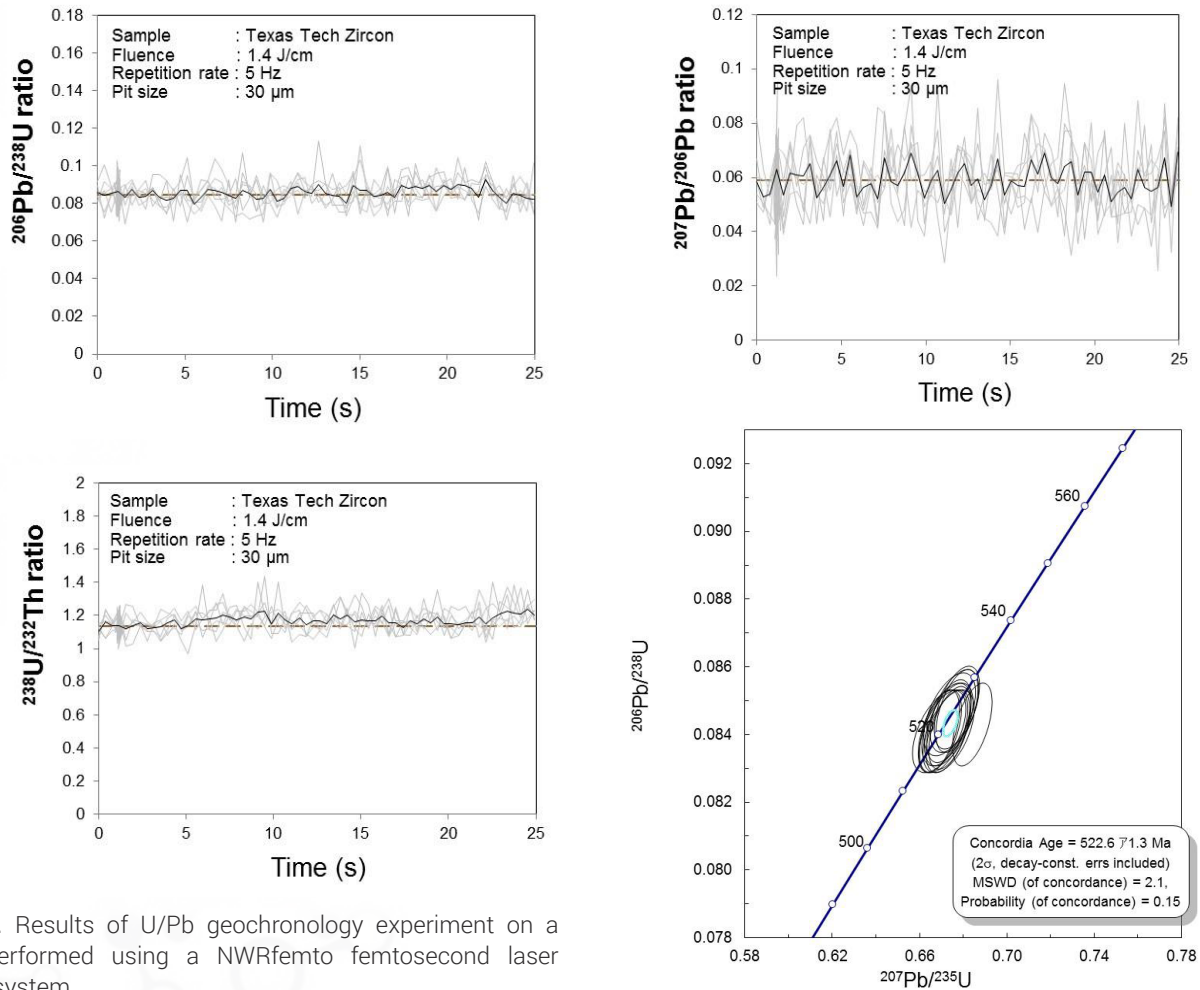 0.18
0.16
0.14
0.12
0.1
0.08
0.06
0.04
0.02
0
²⁰⁶Pb/²³⁸U ratio
Sample : Texas Tech Zircon
Fluence : 1.4 J/cm
Repetition rate : 5 Hz
Pit size : 30 µm
0 5 10 15 20 25
Time (s)
0.12
0.1
0.08
0.06
0.04
0.02
0
²⁰⁷Pb/²⁰⁶Pb ratio
Sample : Texas Tech Zircon
Fluence : 1.4 J/cm
Repetition rate : 5 Hz
Pit size : 30 µm
0 5 10 15 20 25
Time (s)
2
1.8
1.6
1.4
1.2
1
0.8
0.6
0.4
0.2
0
²³⁸U/²³²Th ratio
Sample : Texas Tech Zircon
Fluence : 1.4 J/cm
Repetition rate : 5 Hz
Pit size : 30 µm
0 5 10 15 20 25
Time (s)
0.092
0.090
0.088
0.086
0.084
0.082
0.080
0.078
²⁰⁶Pb/²³⁸U
560
540
520
500
Concordia Age = 522.6 ⁊1.3 Ma
(2σ, decay-const. errs included)
MSWD (of concordance) = 2.1,
Probability (of concordance) = 0.15
0.58 0.62 0.66 0.70 0.74 0.78
²⁰⁷Pb/²³⁵U
. Results of U/Pb geochronology experiment on a
erformed using a NWRfemto femtosecond laser
system